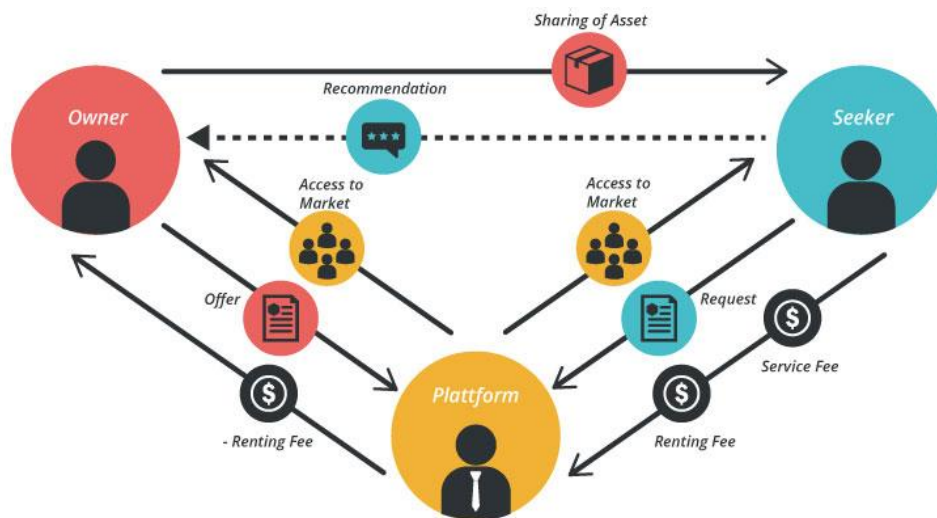 Sharing of Asset
Recommendation
Owner
Seeker
Access to
Market
Access to
Market
Offer
Request
Service Fee
Plattform
- Renting Fee
Renting Fee
$
$
$